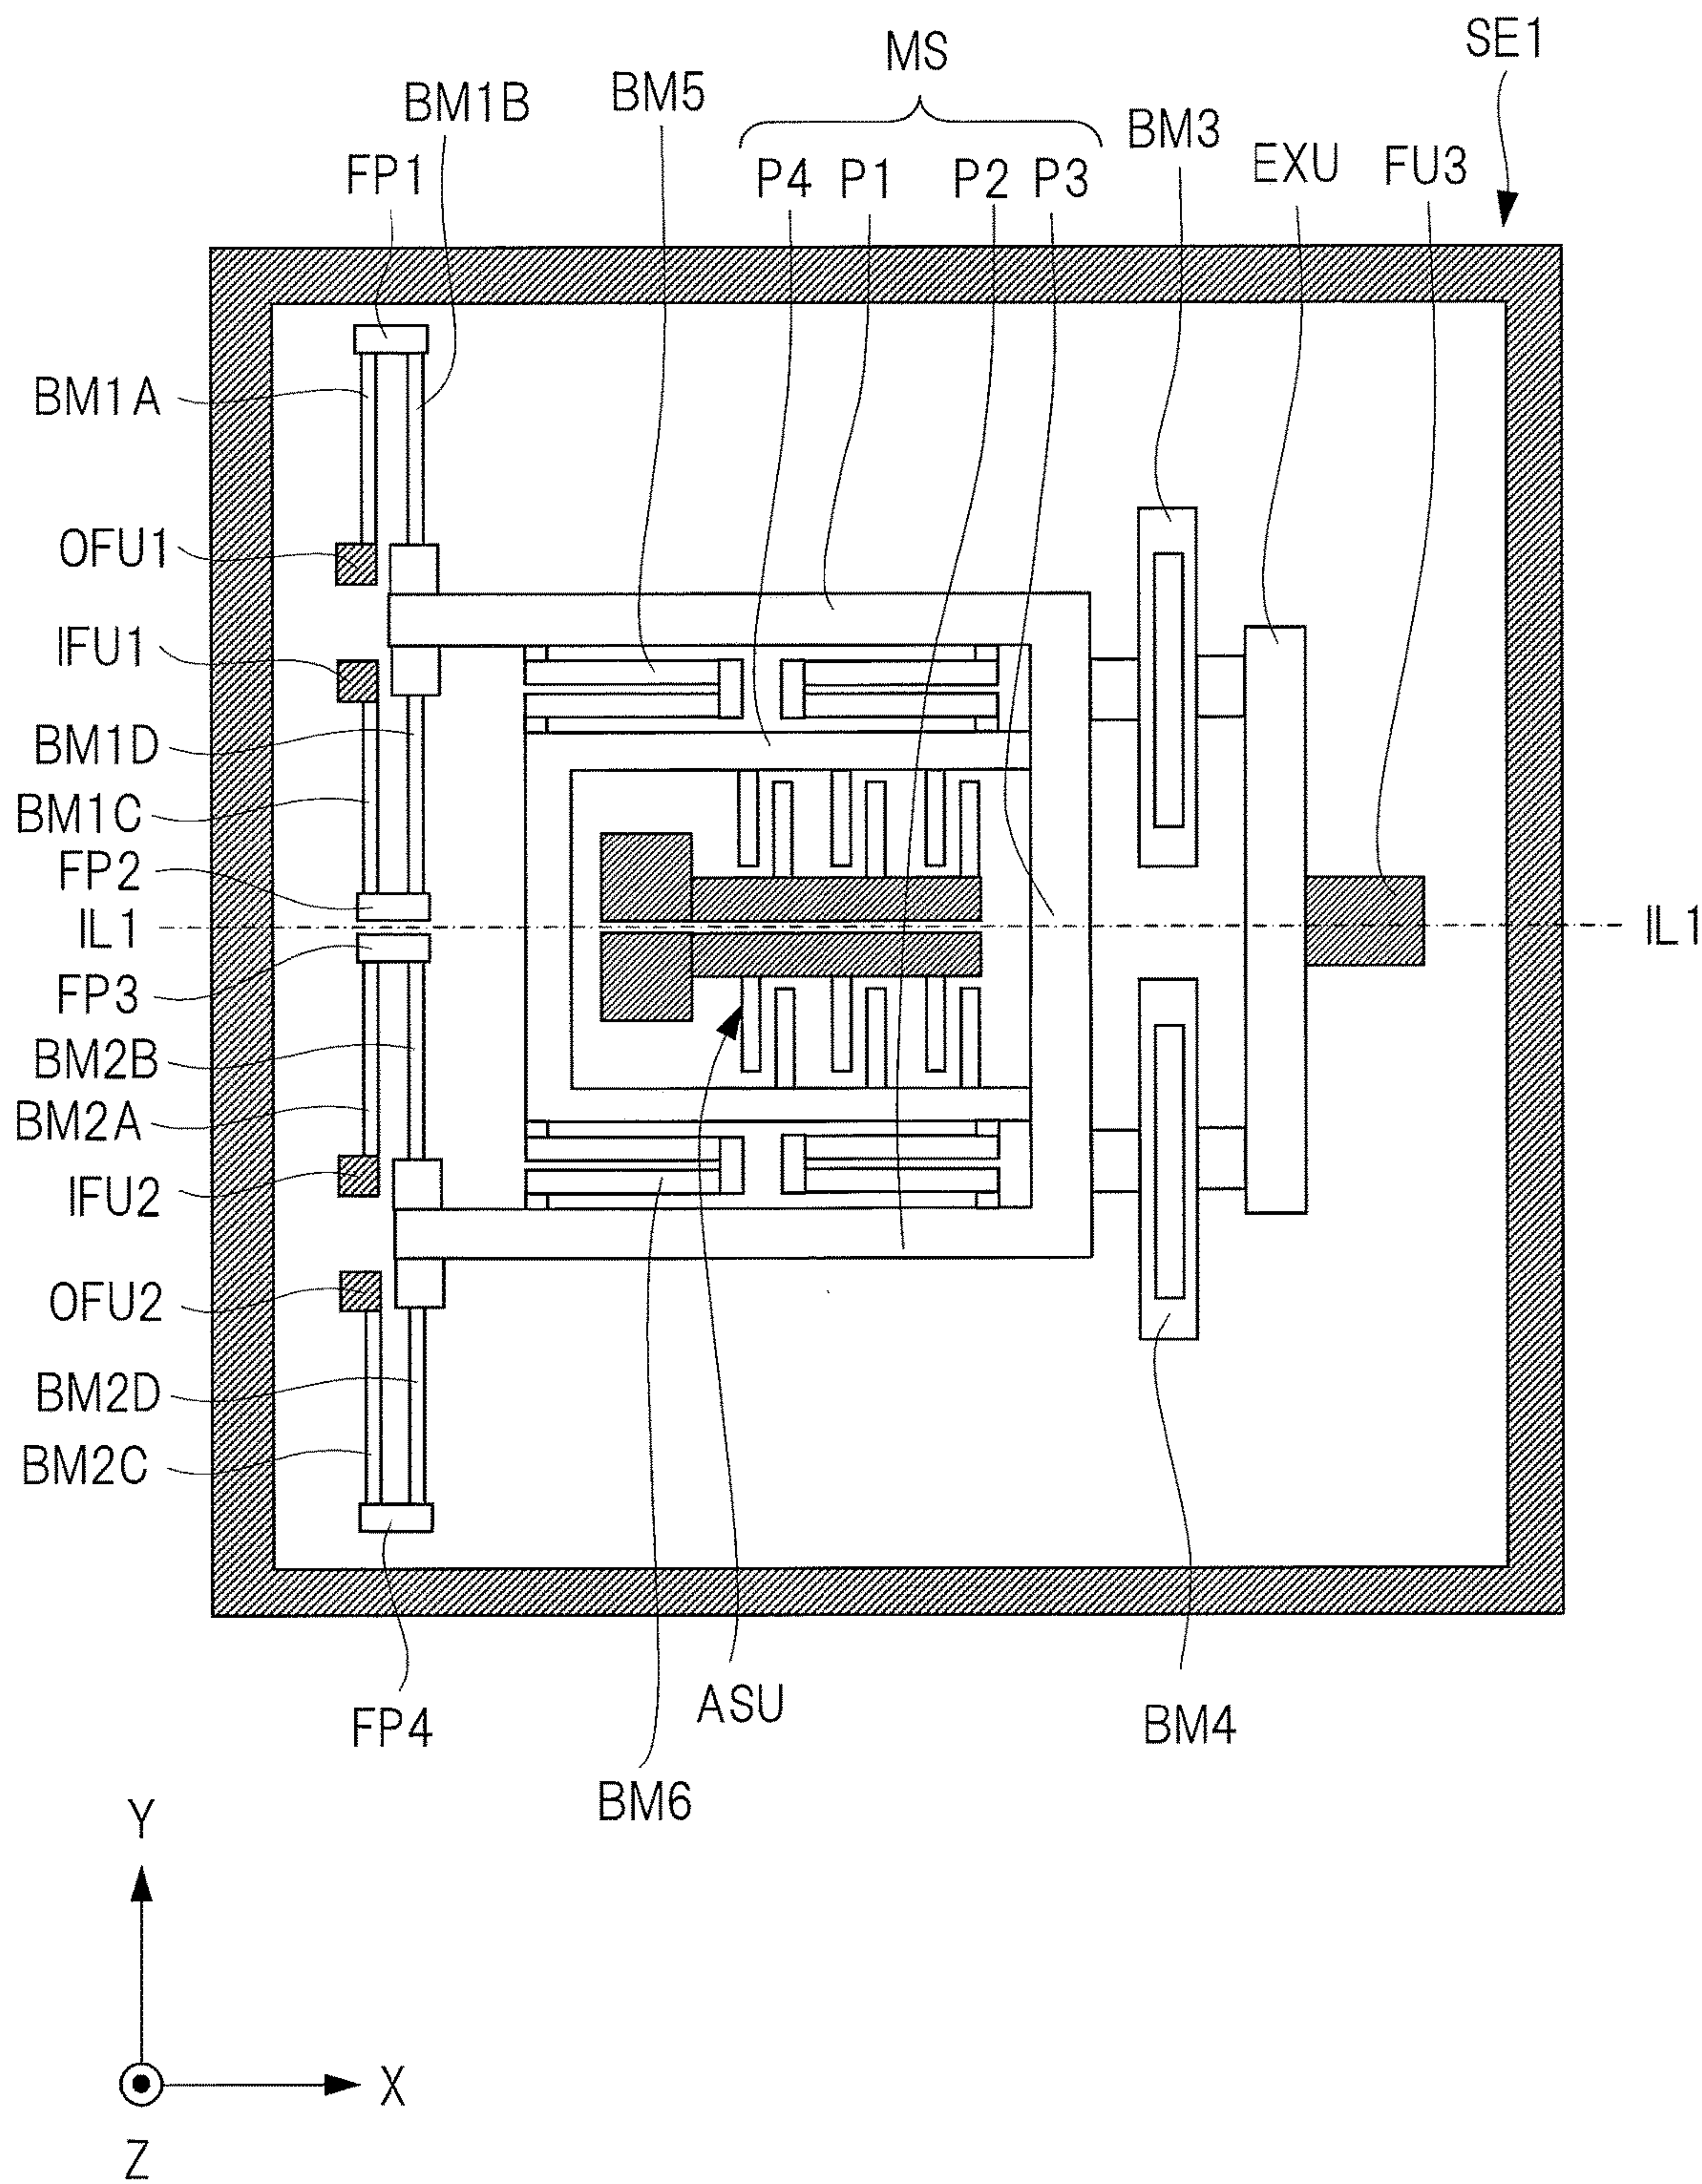 SE1
MS
BM5
BM1B
BM3
FP1
P4 P1 P2 P3
EXU FU3
BM1A
OFU1
IFU1
BM1D
BM1C
FP2
IL1
IL1
FP3
BM2B
BM2A
IFU2
OFU2
BM2D
BM2C
ASU
FP4
BM4
BM6
Y
X
Z